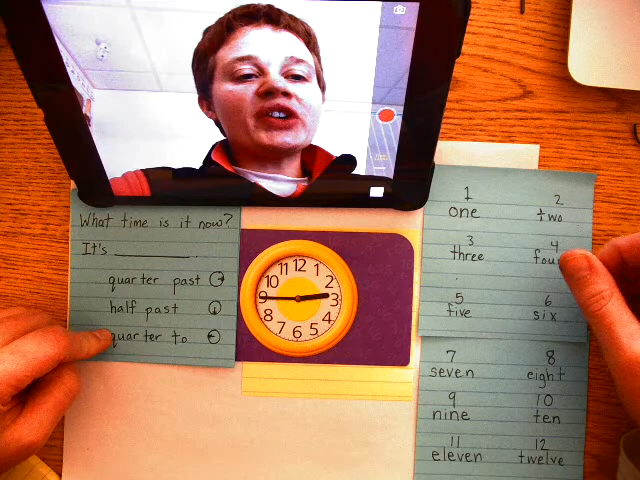 What time is it now?
It's
quarter past
half past
quarter to
12
11 1
10 2
9 3
8 4
7 5
6
1 2
one two
3 4
three four
5 6
five six
7 8
seven eight
9 10
nine ten
11 12
eleven twelve